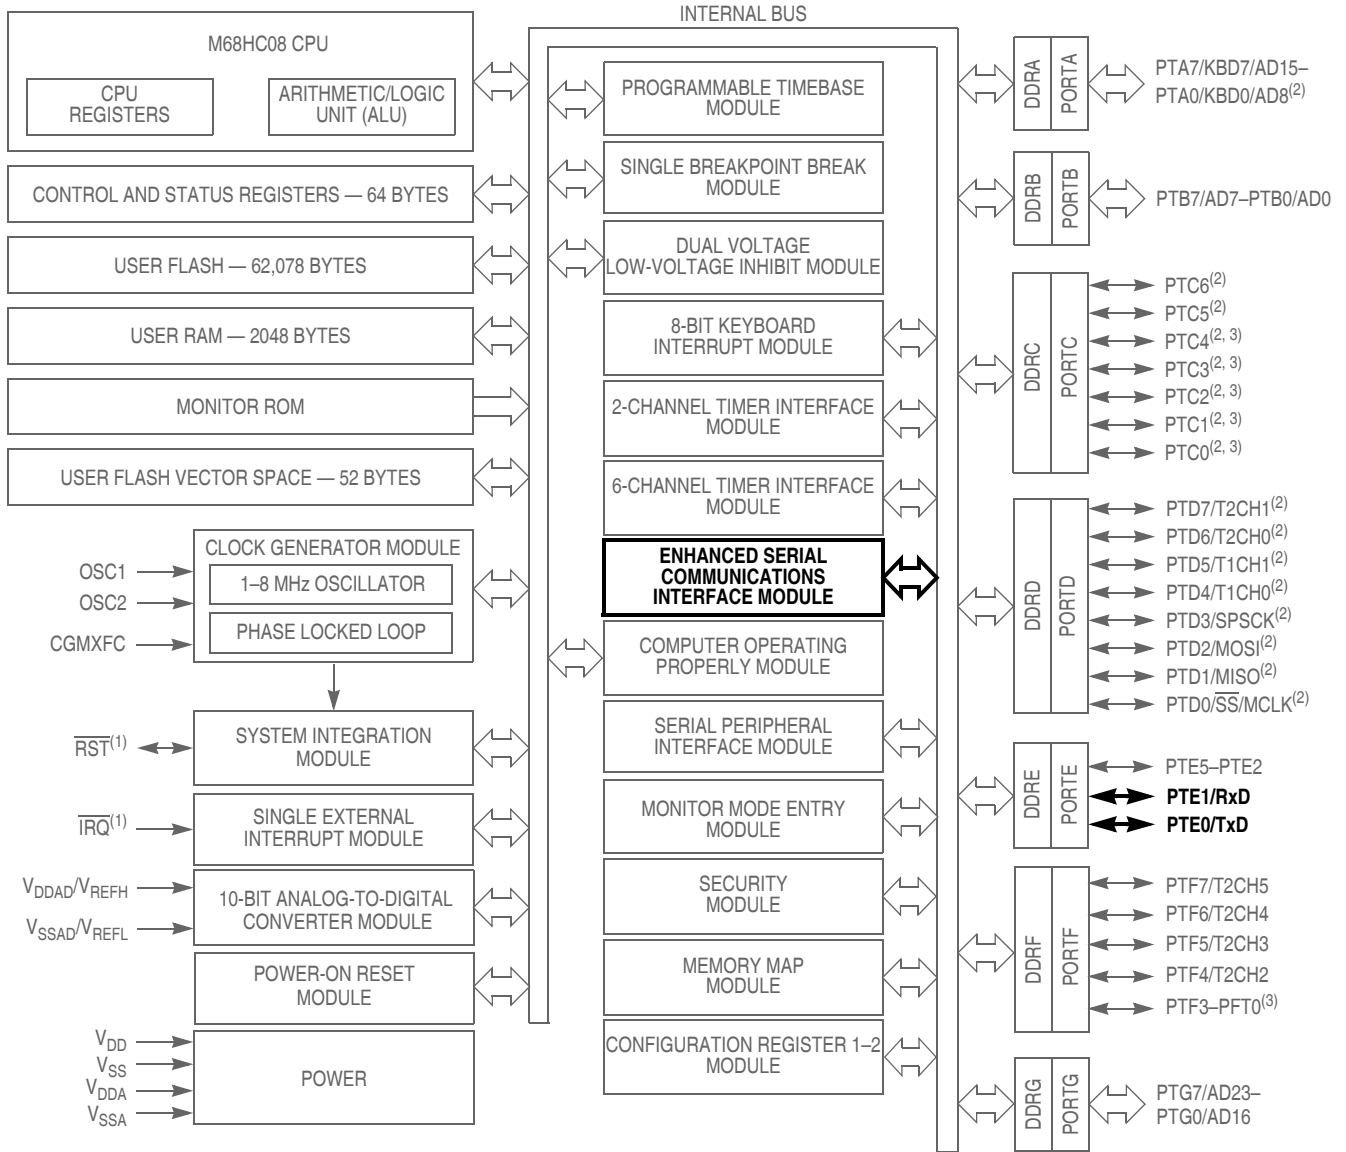 INTERNAL BUS
M68HC08 CPU
CPU
REGISTERS
ARITHMETIC/LOGIC
UNIT (ALU)
CONTROL AND STATUS REGISTERS — 64 BYTES
USER FLASH — 62,078 BYTES
USER RAM — 2048 BYTES
MONITOR ROM
USER FLASH VECTOR SPACE — 52 BYTES
CLOCK GENERATOR MODULE
1–8 MHz OSCILLATOR
PHASE LOCKED LOOP
OSC1
OSC2
CGMXFC
SYSTEM INTEGRATION
MODULE
RST(1)
SINGLE EXTERNAL
INTERRUPT MODULE
IRQ(1)
10-BIT ANALOG-TO-DIGITAL
CONVERTER MODULE
VDDAD/VREFH
VSSAD/VREFL
POWER-ON RESET
MODULE
POWER
VDD
VSS
VDDA
VSSA
PROGRAMMABLE TIMEBASE
MODULE
SINGLE BREAKPOINT BREAK
MODULE
DUAL VOLTAGE
LOW-VOLTAGE INHIBIT MODULE
8-BIT KEYBOARD
INTERRUPT MODULE
2-CHANNEL TIMER INTERFACE
MODULE
6-CHANNEL TIMER INTERFACE
MODULE
ENHANCED SERIAL
COMMUNICATIONS
INTERFACE MODULE
COMPUTER OPERATING
PROPERLY MODULE
SERIAL PERIPHERAL
INTERFACE MODULE
MONITOR MODE ENTRY
MODULE
SECURITY
MODULE
MEMORY MAP
MODULE
CONFIGURATION REGISTER 1–2
MODULE
DDRA
PORTA
PTA7/KBD7/AD15–
PTA0/KBD0/AD8(2)
DDRB
PORTB
PTB7/AD7–PTB0/AD0
DDRC
PORTC
PTC6(2)
PTC5(2)
PTC4(2, 3)
PTC3(2, 3)
PTC2(2, 3)
PTC1(2, 3)
PTC0(2, 3)
DDRD
PORTD
PTD7/T2CH1(2)
PTD6/T2CH0(2)
PTD5/T1CH1(2)
PTD4/T1CH0(2)
PTD3/SPSCK(2)
PTD2/MOSI(2)
PTD1/MISO(2)
PTD0/SS/MCLK(2)
DDRE
PORTE
PTE5–PTE2
PTE1/RxD
PTE0/TxD
DDRF
PORTF
PTF7/T2CH5
PTF6/T2CH4
PTF5/T2CH3
PTF4/T2CH2
PTF3–PFT0(3)
DDRG
PORTG
PTG7/AD23–
PTG0/AD16